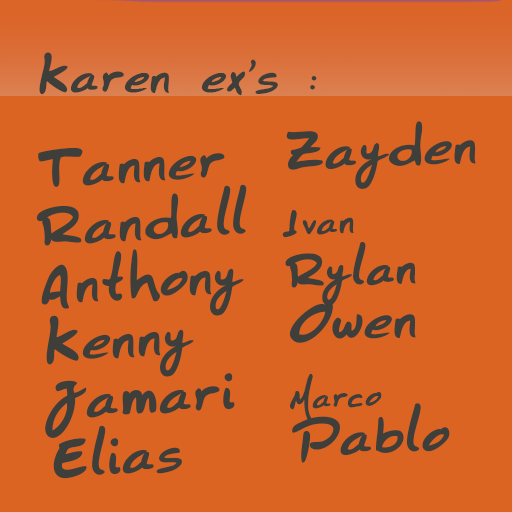 Karen ex's :
Tanner
Randall
Anthony
Kenny
Jamari
Elias
Zayden
Ivan
Rylan
Owen
Marco
Pablo